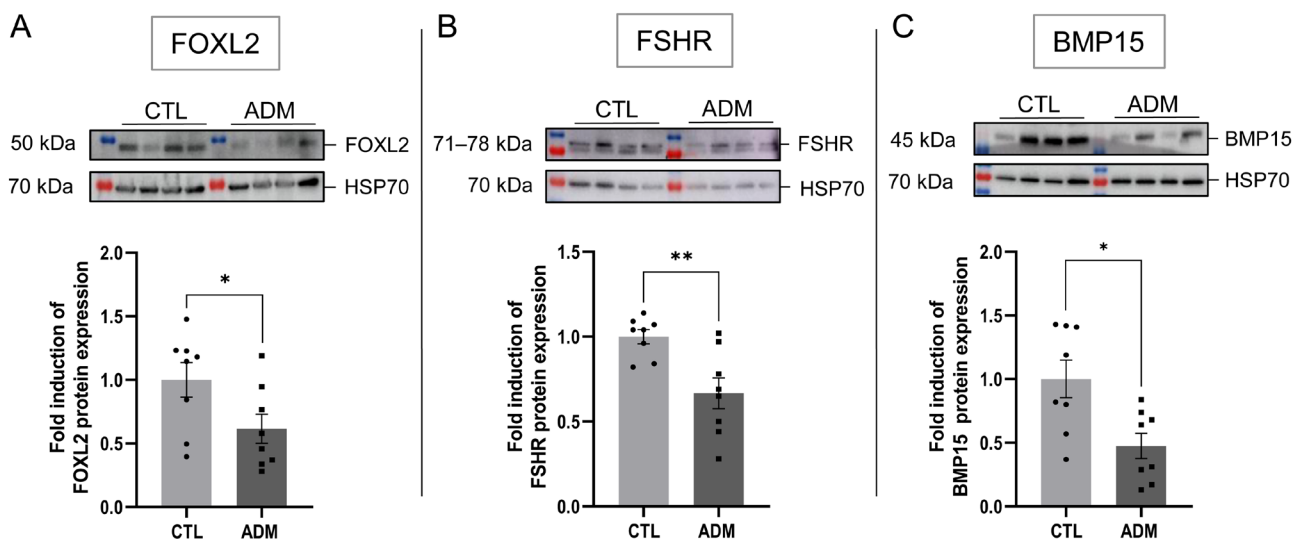 A
FOXL2
CTL ADM
50 kDa FOXL2
70 kDa HSP70
2.0
1.5
1.0
0.5
0.0
Fold induction of
FOXL2 protein expression
*
CTL ADM
B
FSHR
CTL ADM
71–78 kDa FSHR
70 kDa HSP70
1.5
1.0
0.5
0.0
Fold induction of
FSHR protein expression
**
CTL ADM
C
BMP15
CTL ADM
45 kDa BMP15
70 kDa HSP70
2.0
1.5
1.0
0.5
0.0
Fold induction of
BMP15 protein expression
*
CTL ADM